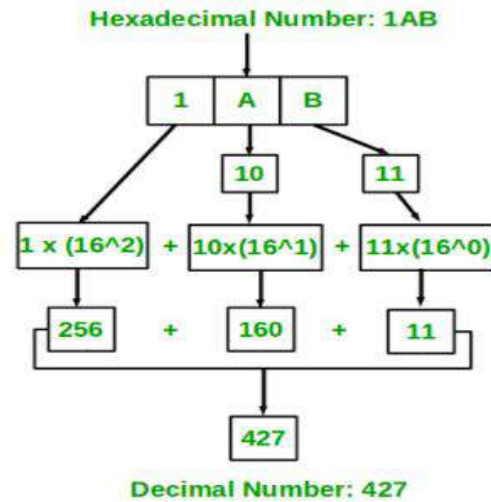 Hexadecimal Number: 1AB
1 A B
10 11
1 x (16^2) + 10x(16^1) + 11x(16^0)
256 + 160 + 11
427
Decimal Number: 427